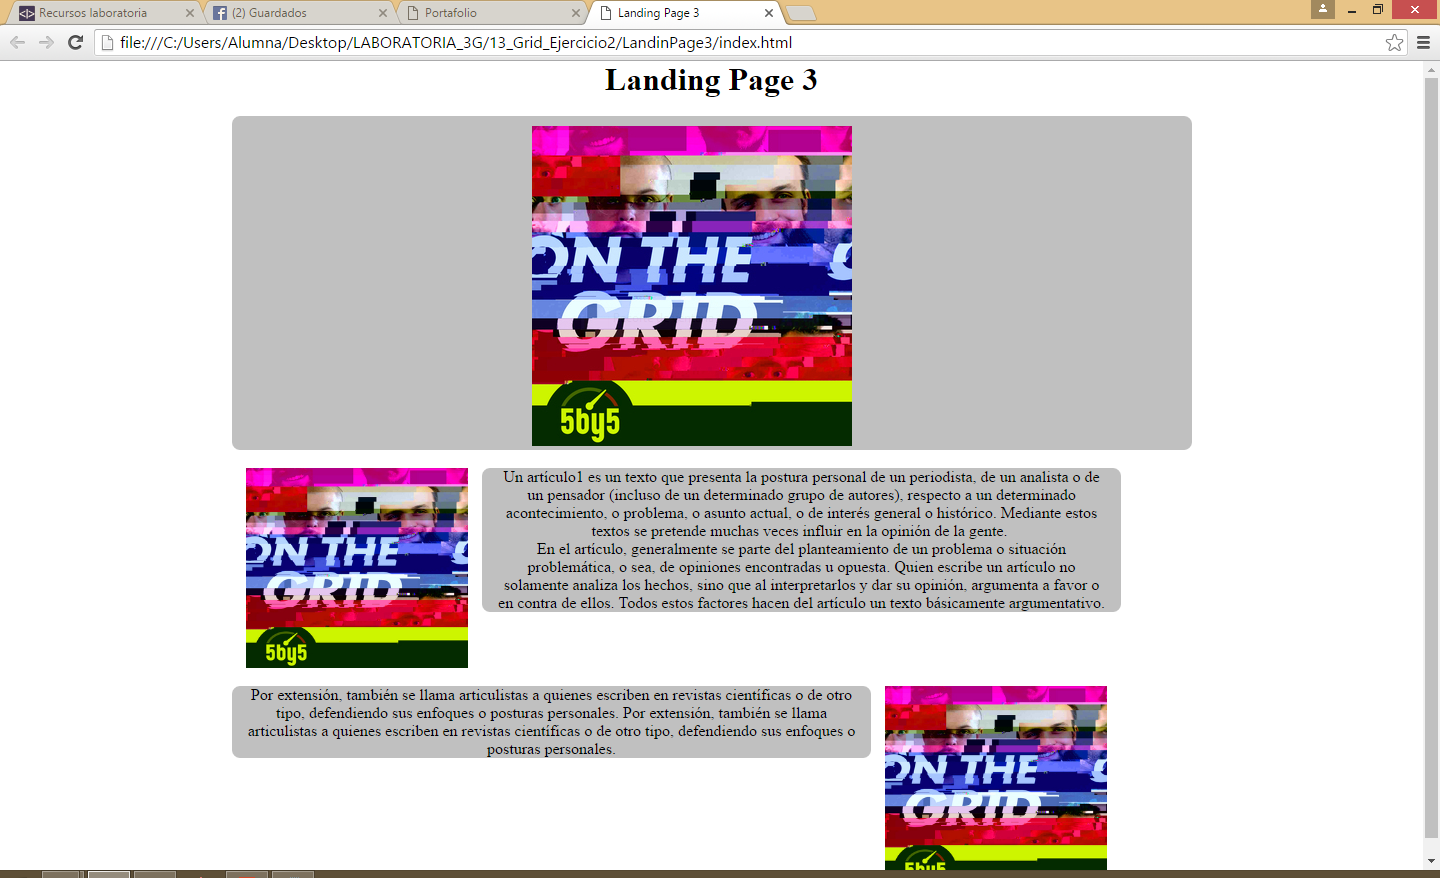 Recursos laboratoria
(2) Guardados
Portafolio
Landing Page 3
file:///C:/Users/Alumna/Desktop/LABORATORIA_3G/13_Grid_Ejercicio2/LandinPage3/index.html
Landing Page 3
ON THE
GRID
5by5
ON THE
GRID
5by5
Un artículo1 es un texto que presenta la postura personal de un periodista, de un analista o de
un pensador (incluso de un determinado grupo de autores), respecto a un determinado
acontecimiento, o problema, o asunto actual, o de interés general o histórico. Mediante estos
textos se pretende muchas veces influir en la opinión de la gente.
En el artículo, generalmente se parte del planteamiento de un problema o situación
problemática, o sea, de opiniones encontradas u opuesta. Quien escribe un artículo no
solamente analiza los hechos, sino que al interpretarlos y dar su opinión, argumenta a favor o
en contra de ellos. Todos estos factores hacen del artículo un texto básicamente argumentativo.
Por extensión, también se llama articulistas a quienes escriben en revistas científicas o de otro
tipo, defendiendo sus enfoques o posturas personales. Por extensión, también se llama
articulistas a quienes escriben en revistas científicas o de otro tipo, defendiendo sus enfoques o
posturas personales.
ON THE
GRID
5by5